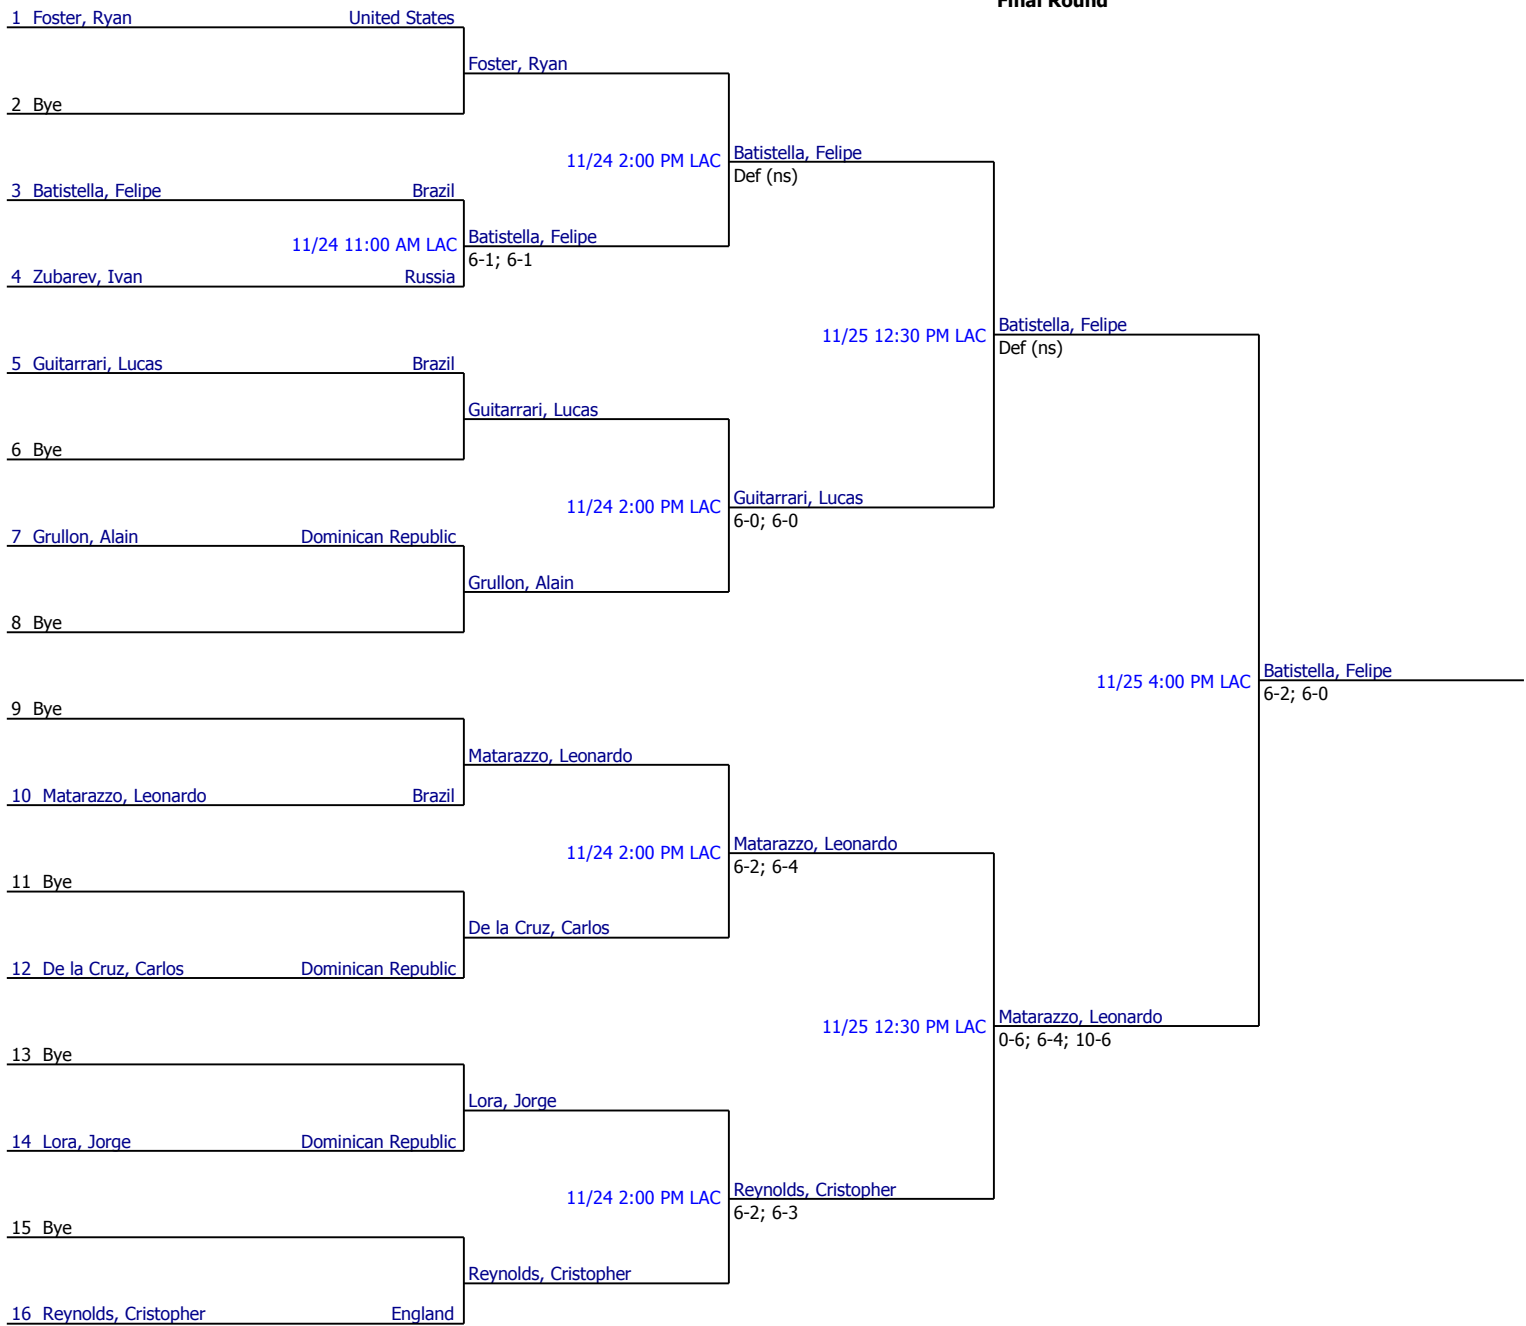 Final Round
1 Foster, Ryan United States
Foster, Ryan
2 Bye
11/24 2:00 PM LAC
Batistella, Felipe
Def (ns)
3 Batistella, Felipe Brazil
11/24 11:00 AM LAC
Batistella, Felipe
6-1; 6-1
4 Zubarev, Ivan Russia
11/25 12:30 PM LAC
Batistella, Felipe
Def (ns)
5 Guitarrari, Lucas Brazil
Guitarrari, Lucas
6 Bye
11/24 2:00 PM LAC
Guitarrari, Lucas
6-0; 6-0
7 Grullon, Alain Dominican Republic
Grullon, Alain
8 Bye
11/25 4:00 PM LAC
Batistella, Felipe
6-2; 6-0
9 Bye
Matarazzo, Leonardo
10 Matarazzo, Leonardo Brazil
11/24 2:00 PM LAC
Matarazzo, Leonardo
6-2; 6-4
11 Bye
De la Cruz, Carlos
12 De la Cruz, Carlos Dominican Republic
11/25 12:30 PM LAC
Matarazzo, Leonardo
0-6; 6-4; 10-6
13 Bye
Lora, Jorge
14 Lora, Jorge Dominican Republic
11/24 2:00 PM LAC
Reynolds, Cristopher
6-2; 6-3
15 Bye
Reynolds, Cristopher
16 Reynolds, Cristopher England